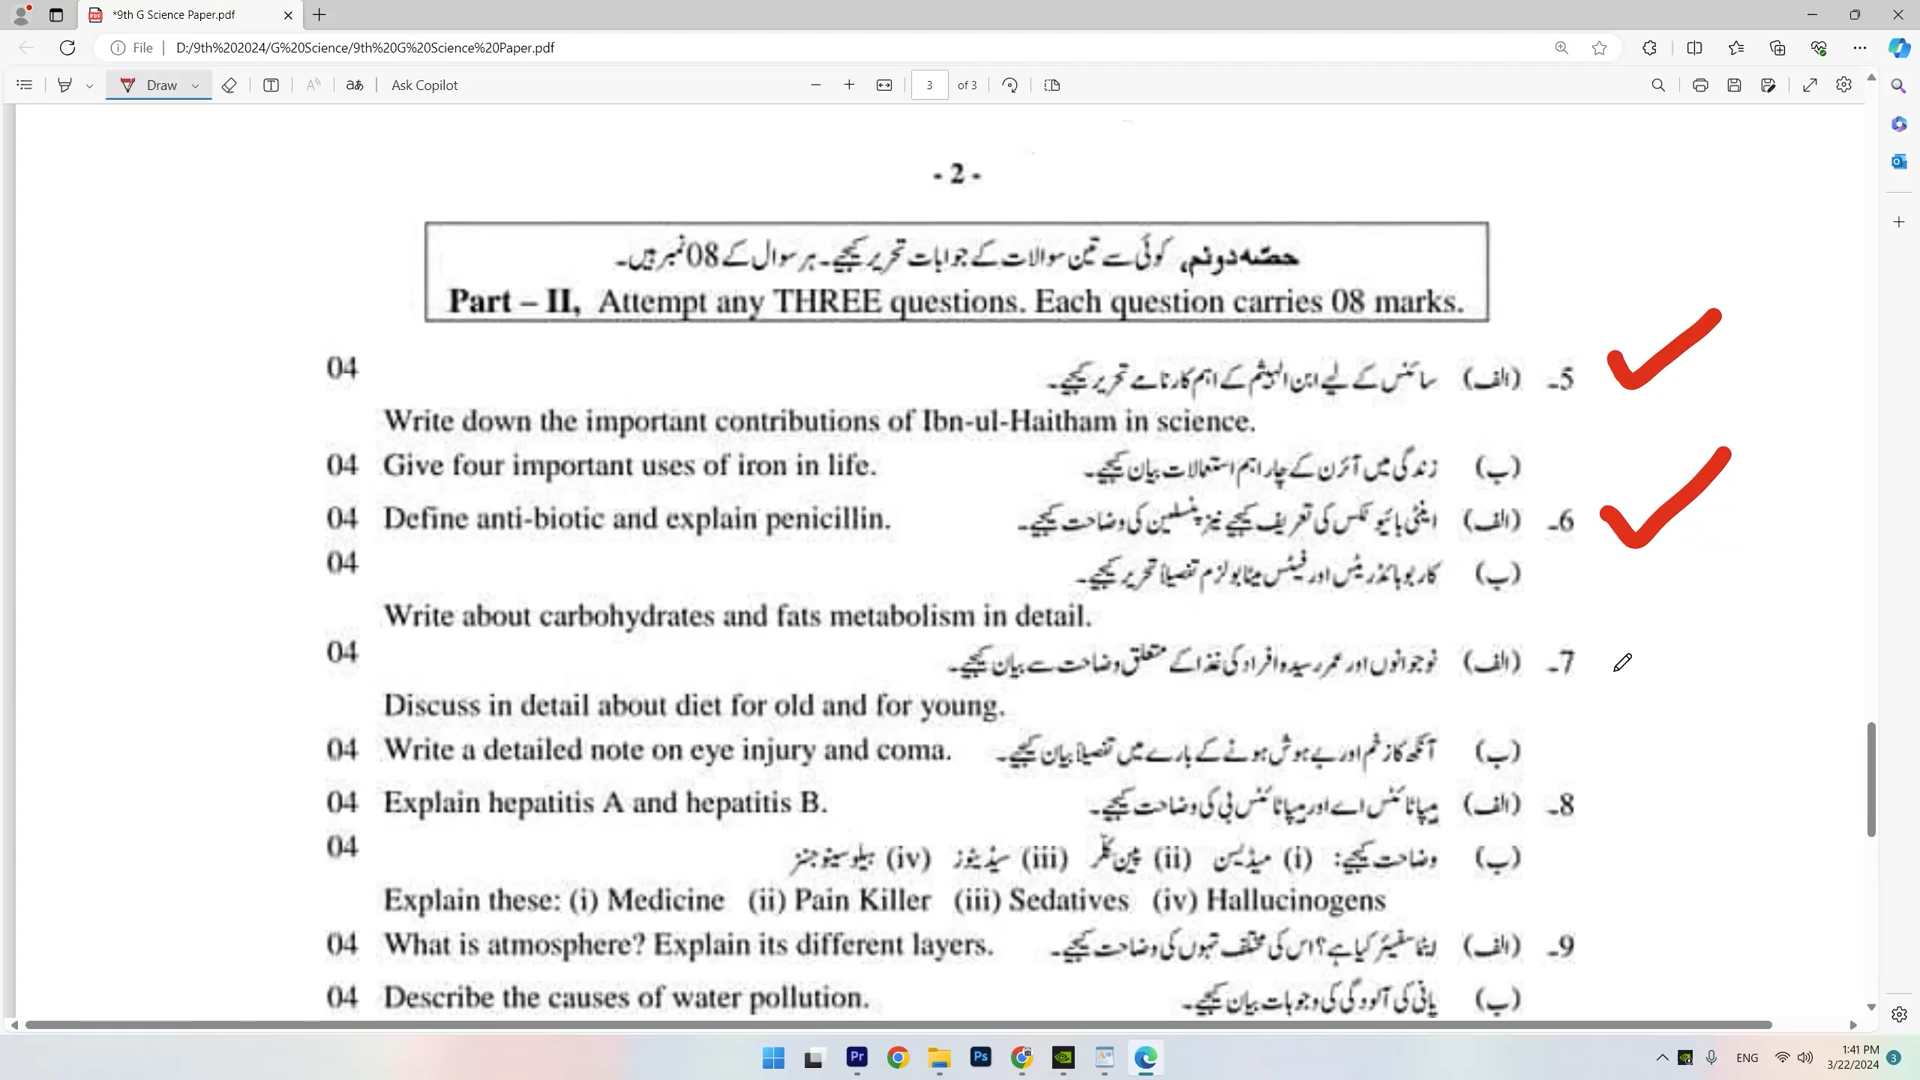 *9th G Science Paper.pdf
File D:/9th%202024/G%20Science/9th%20G%20Science%20Paper.pdf
Draw aあ Ask Copilot 3 of 3
- 2 -
حصّہ دوئم، کوئی سے تین سوالات کے جوابات تحریر کیجیے۔ ہر سوال کے 08 نمبر ہیں۔
Part – II, Attempt any THREE questions. Each question carries 08 marks.
04 5۔ (الف) سائنس کے لیے ابن الہیثم کے اہم کارنامے تحریر کیجیے۔
Write down the important contributions of Ibn-ul-Haitham in science.
04 Give four important uses of iron in life. (ب) زندگی میں آئرن کے چار اہم استعمالات بیان کیجیے۔
04 Define anti-biotic and explain penicillin. 6۔ (الف) اینٹی بائیوٹکس کی تعریف کیجیے نیز پنسلین کی وضاحت کیجیے۔
04 (ب) کاربوہائڈریٹس اور فیٹس میٹابولزم تفصیلاً تحریر کیجیے۔
Write about carbohydrates and fats metabolism in detail.
04 7۔ (الف) نوجوانوں اور عمر رسیدہ افراد کی غذا کے متعلق وضاحت سے بیان کیجیے۔
Discuss in detail about diet for old and for young.
04 Write a detailed note on eye injury and coma. (ب) آنکھ کا زخم اور بے ہوش ہونے کے بارے میں تفصیلاً بیان کیجیے۔
04 Explain hepatitis A and hepatitis B. 8۔ (الف) ہیپاٹائٹس اے اور ہیپاٹائٹس بی کی وضاحت کیجیے۔
04 (ب) وضاحت کیجیے: (i) میڈیسن (ii) پین کلّر (iii) سیڈیٹوز (iv) ہیلوسینوجنز
Explain these: (i) Medicine (ii) Pain Killer (iii) Sedatives (iv) Hallucinogens
04 What is atmosphere? Explain its different layers. 9۔ (الف) ایٹماسفیئر کیا ہے؟ اس کی مختلف تہوں کی وضاحت کیجیے۔
04 Describe the causes of water pollution. (ب) پانی کی آلودگی کی وجوہات بیان کیجیے۔
Pr Ps ENG 1:41 PM
3/22/2024 3